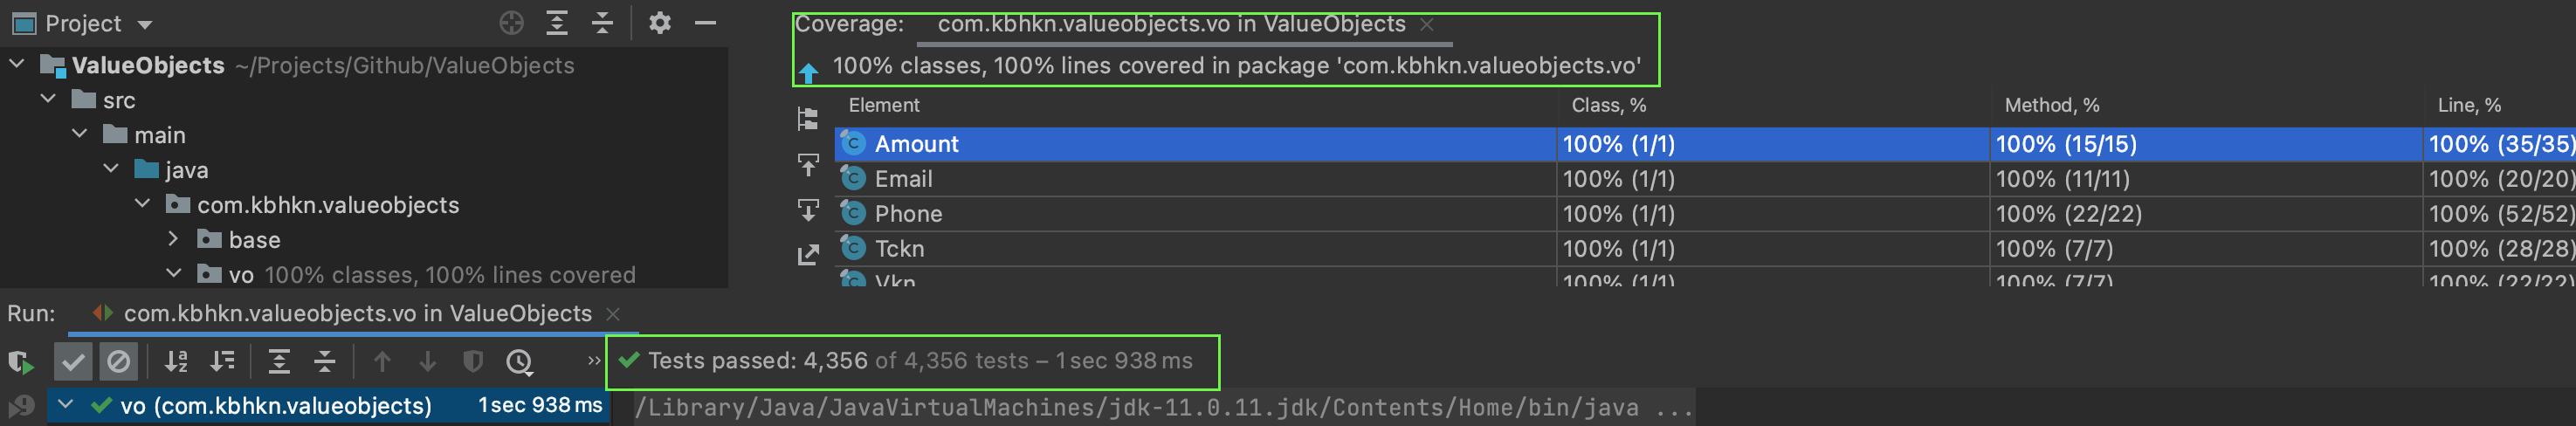 Project
ValueObjects ~/Projects/Github/ValueObjects
src
main
java
com.kbhkn.valueobjects
base
vo 100% classes, 100% lines covered
Coverage: com.kbhkn.valueobjects.vo in ValueObjects
100% classes, 100% lines covered in package 'com.kbhkn.valueobjects.vo'
Element Class, % Method, % Line, %
Amount 100% (1/1) 100% (15/15) 100% (35/35)
Email 100% (1/1) 100% (11/11) 100% (20/20)
Phone 100% (1/1) 100% (22/22) 100% (52/52)
Tckn 100% (1/1) 100% (7/7) 100% (28/28)
Vkn 100% (1/1) 100% (7/7) 100% (22/22)
Run: com.kbhkn.valueobjects.vo in ValueObjects
Tests passed: 4,356 of 4,356 tests – 1 sec 938 ms
vo (com.kbhkn.valueobjects) 1 sec 938 ms
/Library/Java/JavaVirtualMachines/jdk-11.0.11.jdk/Contents/Home/bin/java ...